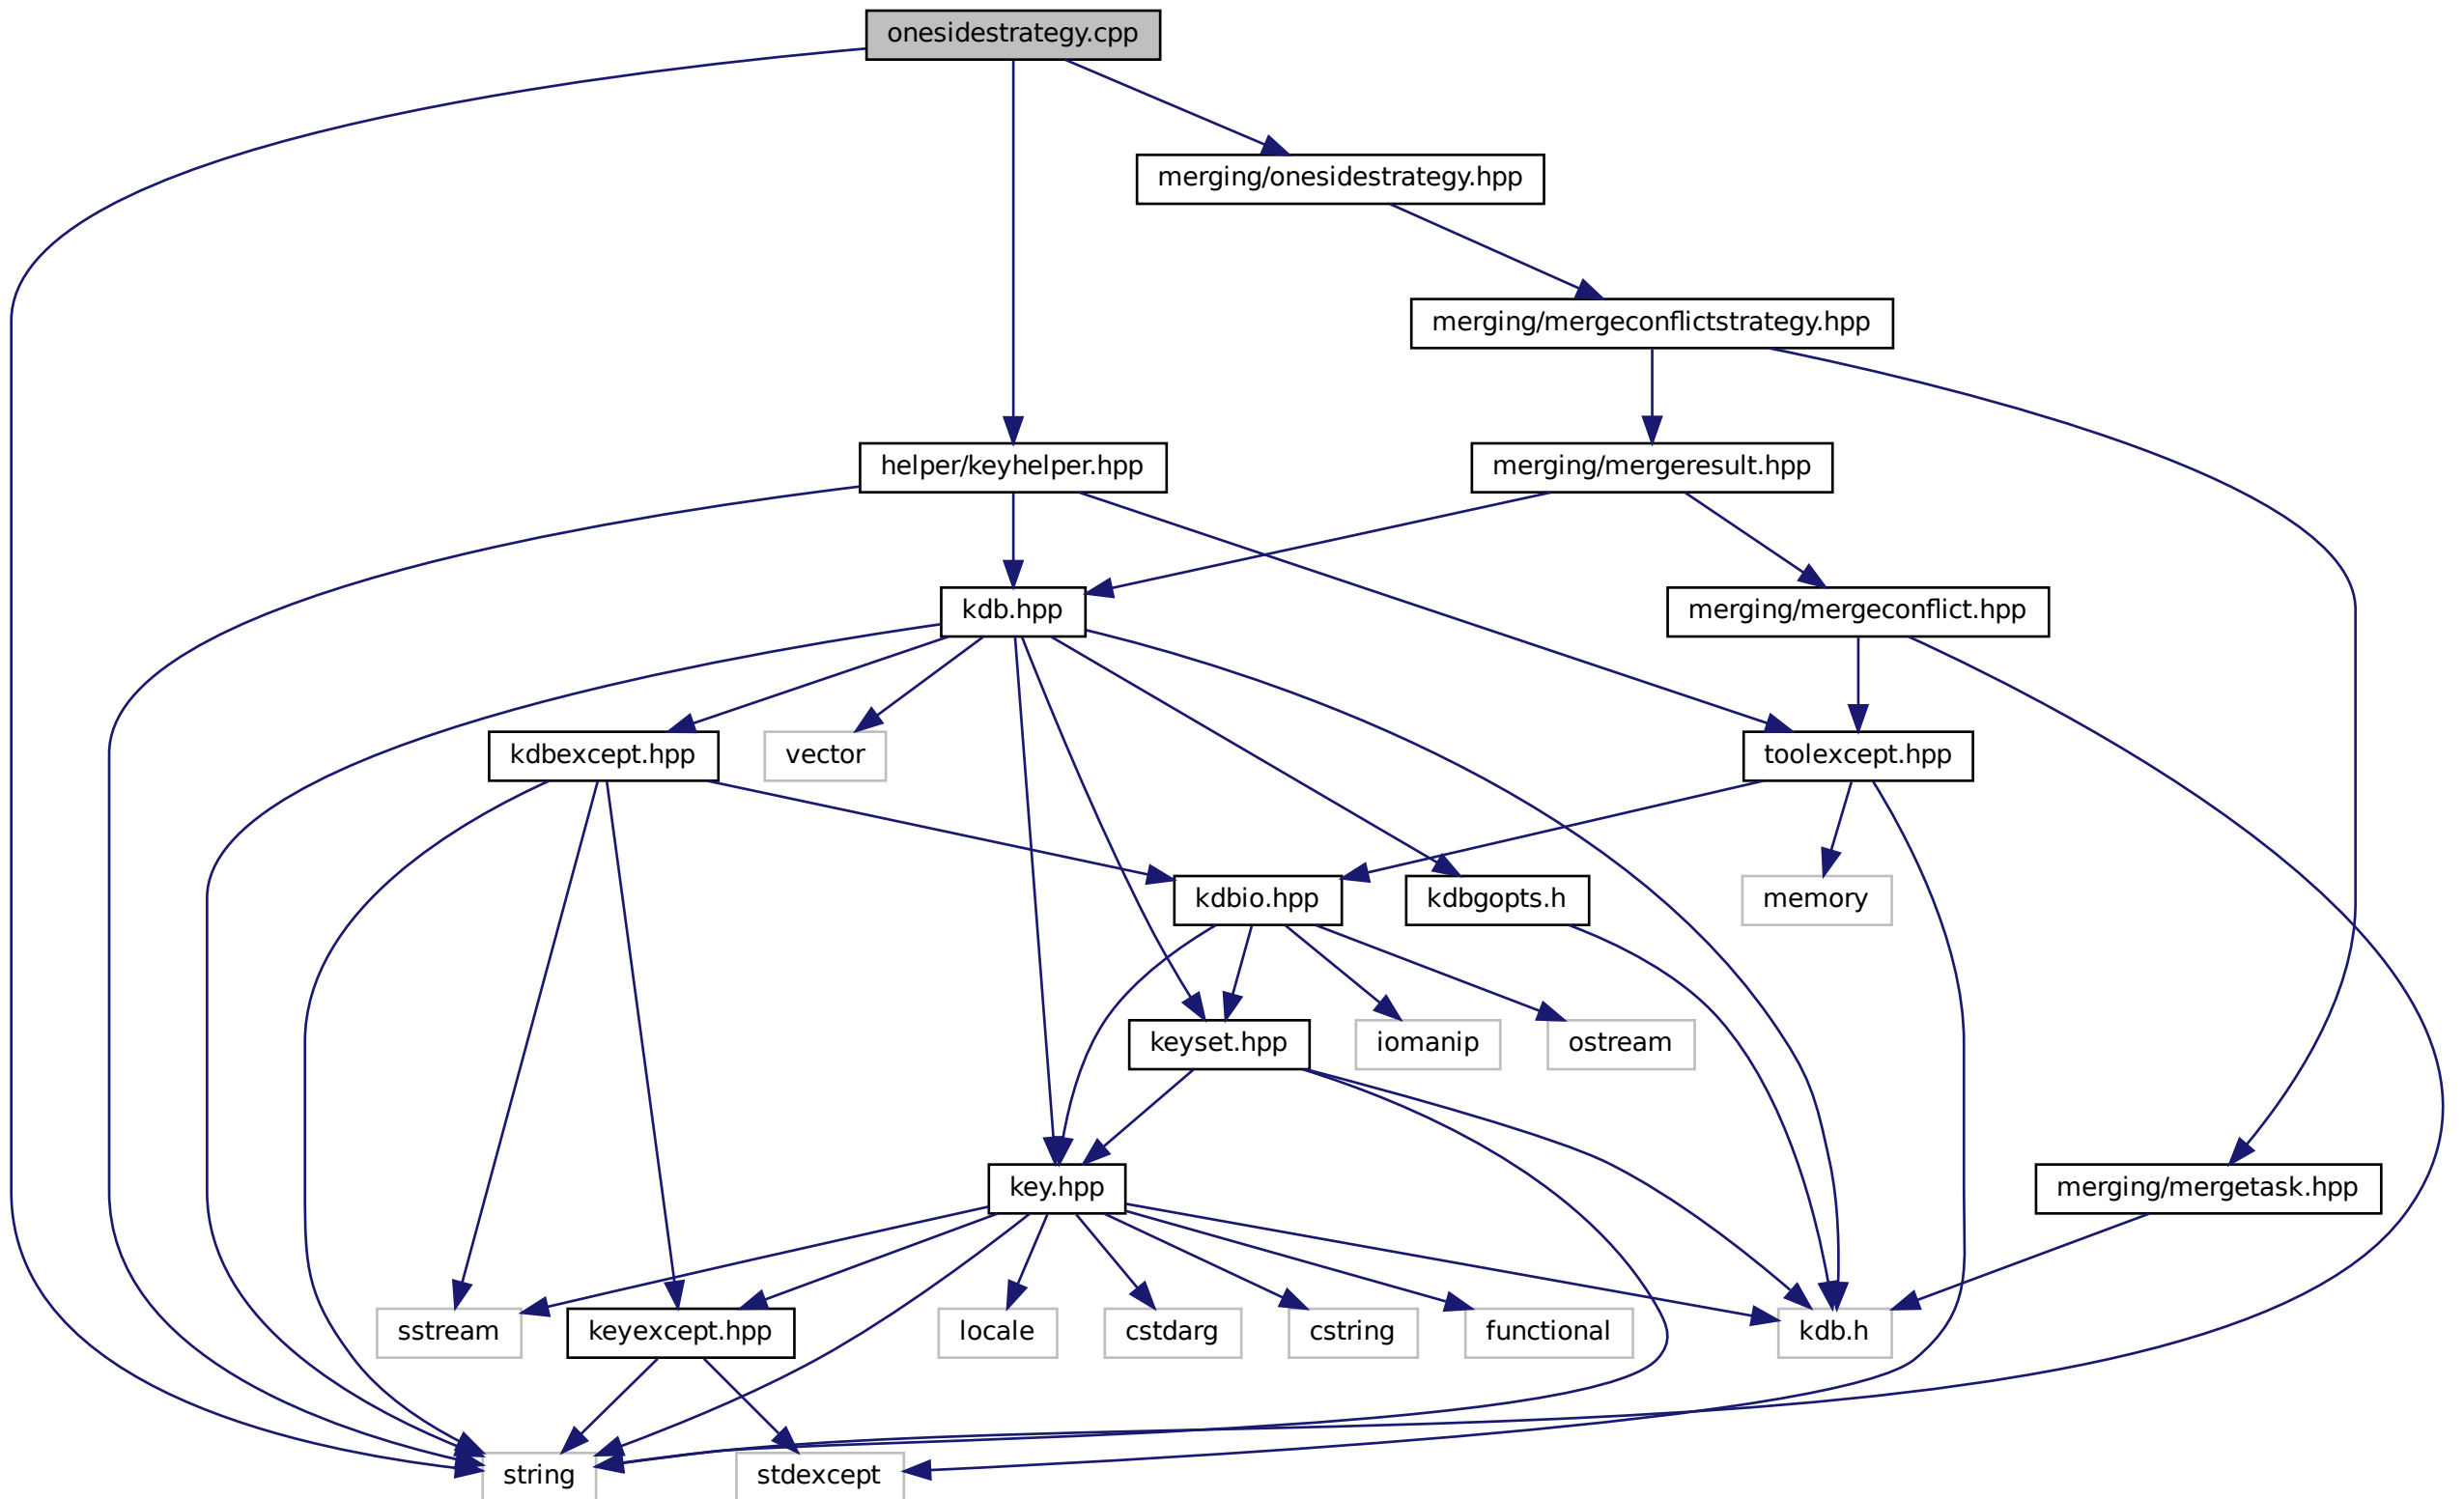 onesidestrategy.cpp
merging/onesidestrategy.hpp
merging/mergeconflictstrategy.hpp
helper/keyhelper.hpp
merging/mergeresult.hpp
kdb.hpp
merging/mergeconflict.hpp
kdbexcept.hpp
vector
toolexcept.hpp
kdbio.hpp
kdbgopts.h
memory
keyset.hpp
iomanip
ostream
key.hpp
merging/mergetask.hpp
sstream
keyexcept.hpp
locale
cstdarg
cstring
functional
kdb.h
string
stdexcept